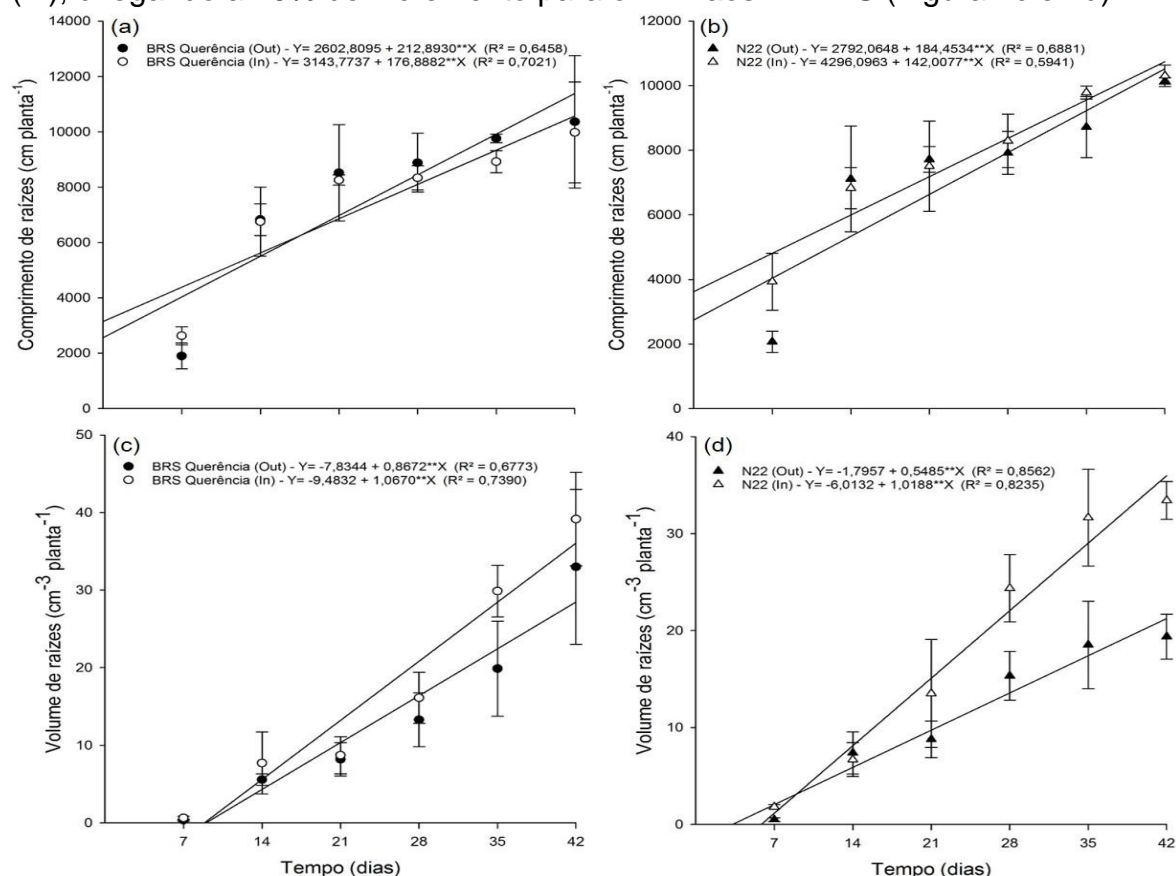 (a)
BRS Querência (Out) - Y= 2602,8095 + 212,8930**X (R² = 0,6458)
BRS Querência (In) - Y= 3143,7737 + 176,8882**X (R² = 0,7021)
Comprimento de raízes (cm planta⁻¹)
14000
12000
10000
8000
6000
4000
2000
0
(b)
N22 (Out) - Y= 2792,0648 + 184,4534**X (R² = 0,6881)
N22 (In) - Y= 4296,0963 + 142,0077**X (R² = 0,5941)
Comprimento de raízes (cm planta⁻¹)
12000
10000
8000
6000
4000
2000
0
(c)
BRS Querência (Out) - Y= -7,8344 + 0,8672**X (R² = 0,6773)
BRS Querência (In) - Y= -9,4832 + 1,0670**X (R² = 0,7390)
Volume de raízes (cm⁻³ planta⁻¹)
50
40
30
20
10
0
7 14 21 28 35 42
Tempo (dias)
(d)
N22 (Out) - Y= -1,7957 + 0,5485**X (R² = 0,8562)
N22 (In) - Y= -6,0132 + 1,0188**X (R² = 0,8235)
Volume de raízes (cm⁻³ planta⁻¹)
40
30
20
10
0
7 14 21 28 35 42
Tempo (dias)